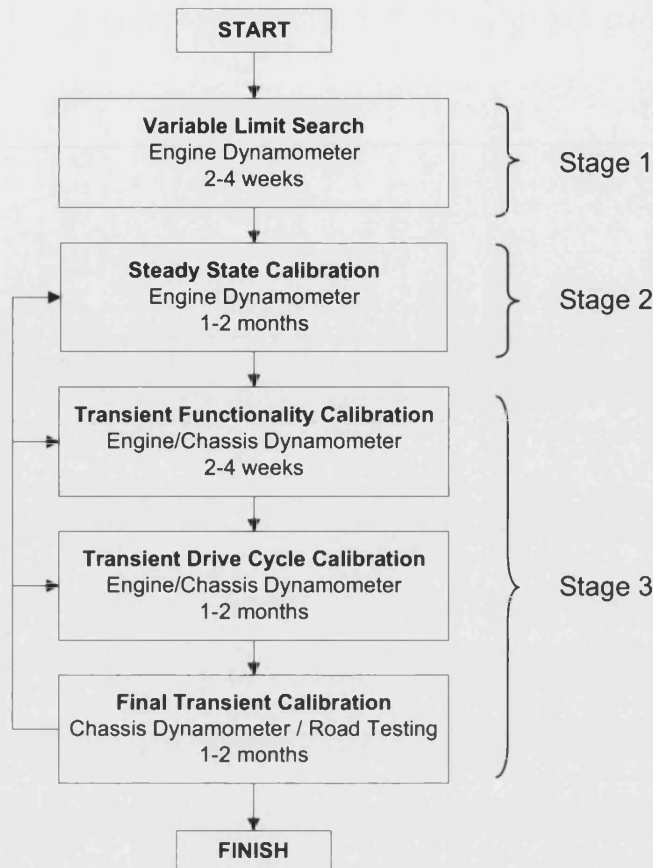 START
Variable Limit Search
Engine Dynamometer
2-4 weeks
Stage 1
Steady State Calibration
Engine Dynamometer
1-2 months
Stage 2
Transient Functionality Calibration
Engine/Chassis Dynamometer
2-4 weeks
Transient Drive Cycle Calibration
Engine/Chassis Dynamometer
1-2 months
Stage 3
Final Transient Calibration
Chassis Dynamometer / Road Testing
1-2 months
FINISH